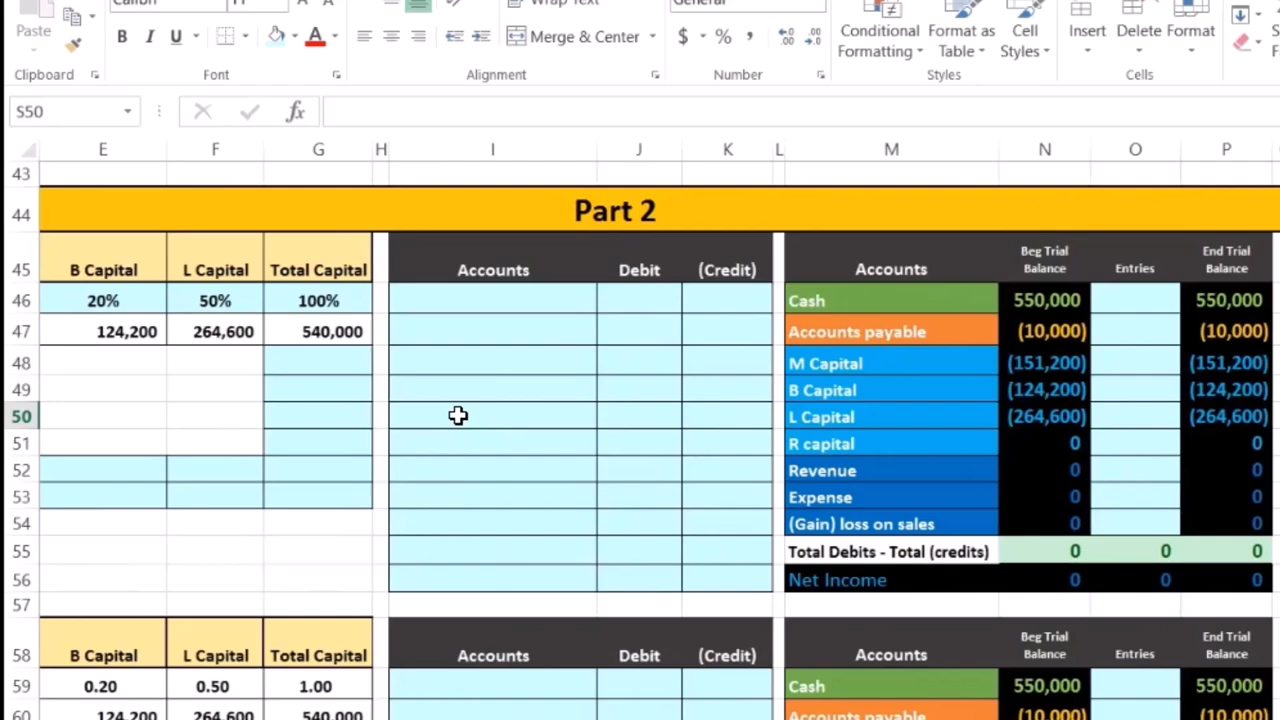 Calibri 11 Wrap Text General
Paste B I U A Merge & Center $ % Conditional Formatting Format as Table Cell Styles Insert Delete Format
Clipboard Font Alignment Number Styles Cells
S50 fx
E F G H I J K L M N O P
43
44 Part 2
45 B Capital L Capital Total Capital Accounts Debit (Credit) Accounts Beg Trial Balance Entries End Trial Balance
46 20% 50% 100% Cash 550,000 550,000
47 124,200 264,600 540,000 Accounts payable (10,000) (10,000)
48 M Capital (151,200) (151,200)
49 B Capital (124,200) (124,200)
50 L Capital (264,600) (264,600)
51 R capital 0 0
52 Revenue 0 0
53 Expense 0 0
54 (Gain) loss on sales 0 0
55 Total Debits - Total (credits) 0 0 0
56 Net Income 0 0 0
57
58 B Capital L Capital Total Capital Accounts Debit (Credit) Accounts Beg Trial Balance Entries End Trial Balance
59 0.20 0.50 1.00 Cash 550,000 550,000
60 124,200 264,600 540,000 Accounts payable (10,000) (10,000)